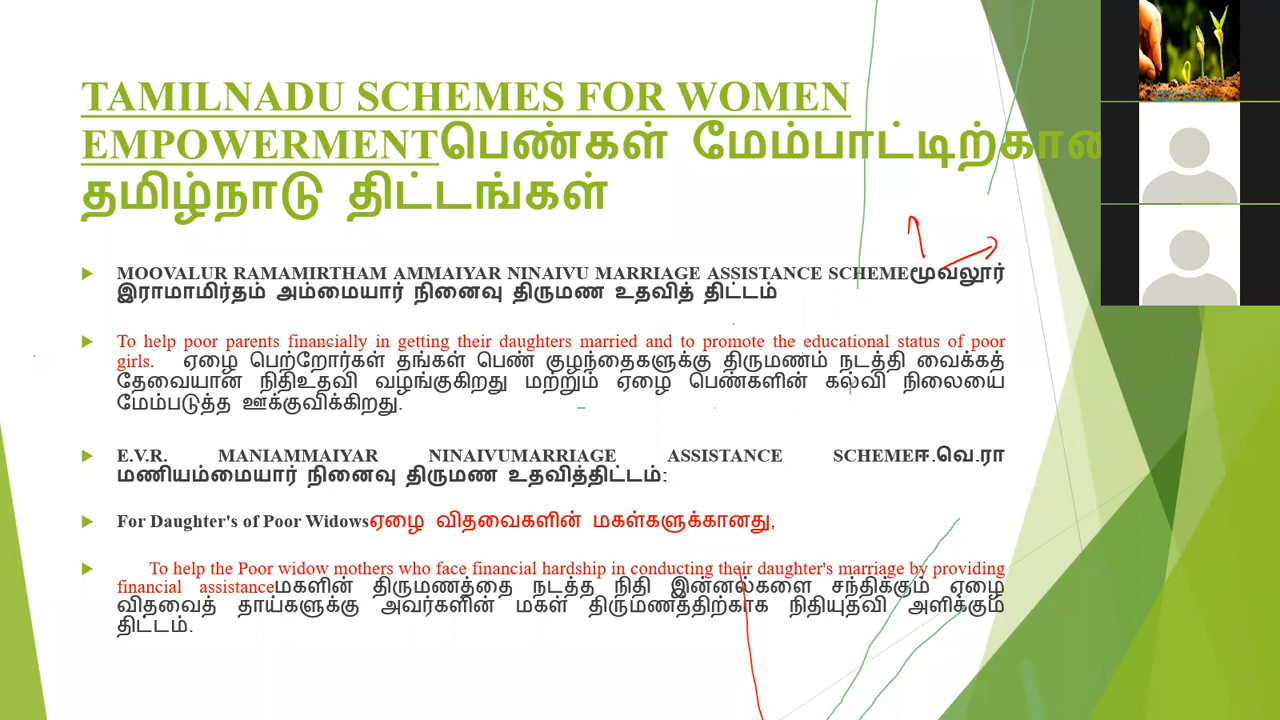 TAMILNADU SCHEMES FOR WOMEN
EMPOWERMENTபெண்கள் மேம்பாட்டிற்கான
தமிழ்நாடு திட்டங்கள்
MOOVALUR RAMAMIRTHAM AMMAIYAR NINAIVU MARRIAGE ASSISTANCE SCHEMEமூவலூர்
இராமாமிர்தம் அம்மையார் நினைவு திருமண உதவித் திட்டம்
To help poor parents financially in getting their daughters married and to promote the educational status of poor
girls. ஏழை பெற்றோர்கள் தங்கள் பெண் குழந்தைகளுக்கு திருமணம் நடத்தி வைக்கத்
தேவையான நிதிஉதவி வழங்குகிறது மற்றும் ஏழை பெண்களின் கல்வி நிலையை
மேம்படுத்த ஊக்குவிக்கிறது.
E.V.R. MANIAMMAIYAR NINAIVUMARRIAGE ASSISTANCE SCHEMEஈ.வெ.ரா
மணியம்மையார் நினைவு திருமண உதவித்திட்டம்:
For Daughter's of Poor Widowsஏழை விதவைகளின் மகள்களுக்கானது,
To help the Poor widow mothers who face financial hardship in conducting their daughter's marriage by providing
financial assistanceமகளின் திருமணத்தை நடத்த நிதி இன்னல்களை சந்திக்கும் ஏழை
விதவைத் தாய்களுக்கு அவர்களின் மகள் திருமணத்திற்காக நிதியுதவி அளிக்கும்
திட்டம்.